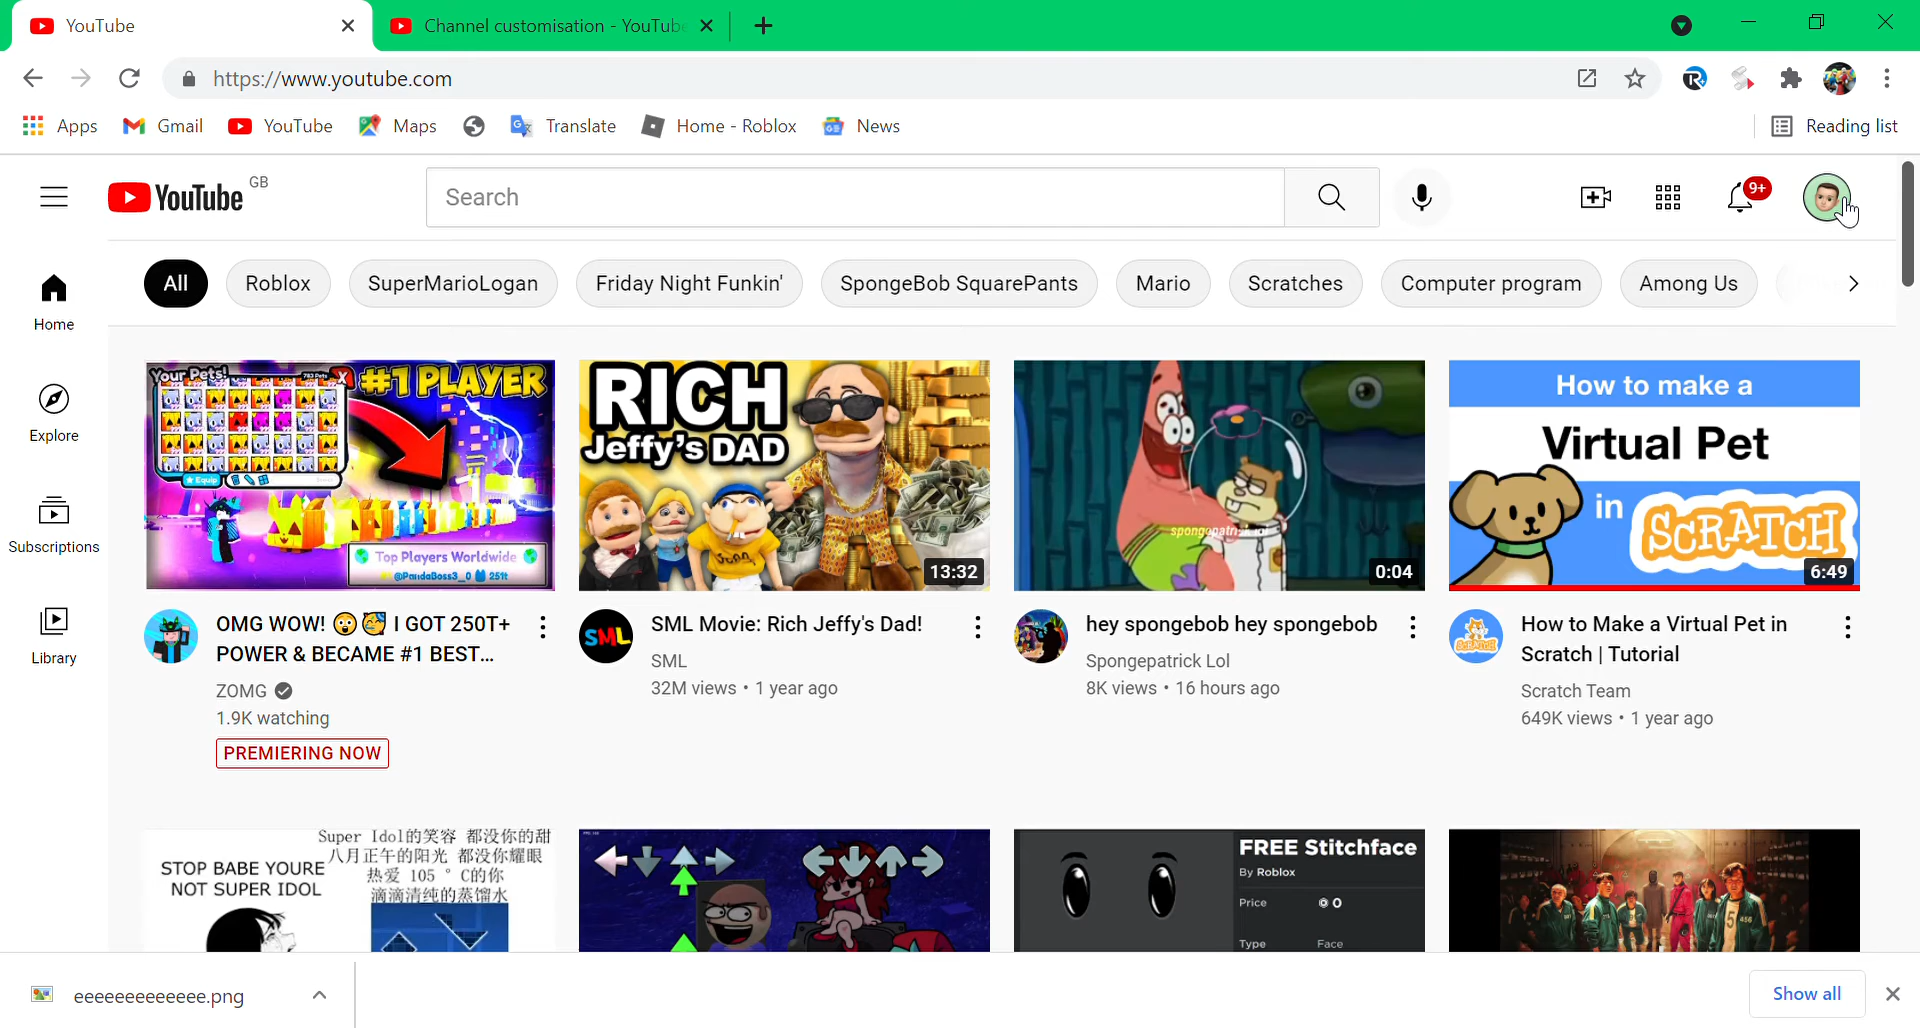 YouTube
Channel customisation - YouTube
https://www.youtube.com
Apps
Gmail
YouTube
Maps
Translate
Home - Roblox
News
Reading list
YouTube GB
Search
9+
All
Roblox
SuperMarioLogan
Friday Night Funkin'
SpongeBob SquarePants
Mario
Scratches
Computer program
Among Us
Home
Explore
Subscriptions
Library
Your Pets!
#1 PLAYER
Equip
Top Players Worldwide
@PandaBoss3_0 251t
RICH
Jeffy's DAD
13:32
0:04
How to make a
Virtual Pet
in SCRATCH
6:49
OMG WOW! 😲😰 I GOT 250T+
POWER & BECAME #1 BEST...
ZOMG
1.9K watching
PREMIERING NOW
SML
SML Movie: Rich Jeffy's Dad!
SML
32M views • 1 year ago
hey spongebob hey spongebob
Spongepatrick Lol
8K views • 16 hours ago
SCRATCH
How to Make a Virtual Pet in
Scratch | Tutorial
Scratch Team
649K views • 1 year ago
STOP BABE YOURE
NOT SUPER IDOL
Super Idol的笑容 都没你的甜
八月正午的阳光 都没你耀眼
热爱 105 °C的你
滴滴清纯的蒸馏水
FREE Stitchface
By Roblox
Price 0
Type Face
456
eeeeeeeeeeeee.png
Show all